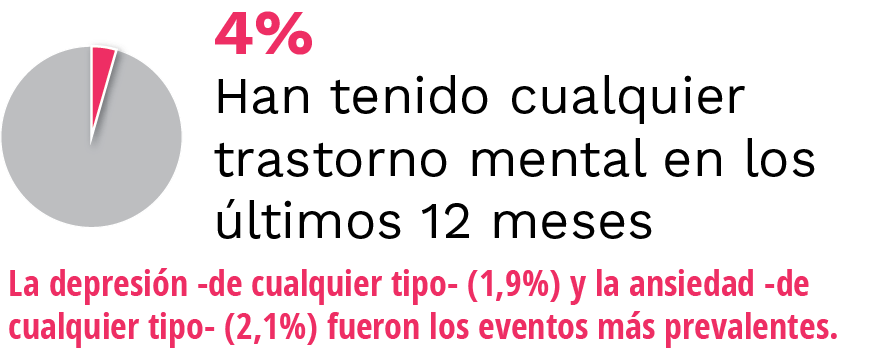 4%
Han tenido cualquier
trastorno mental en los
últimos 12 meses
La depresión -de cualquier tipo- (1,9%) y la ansiedad -de
cualquier tipo- (2,1%) fueron los eventos más prevalentes.